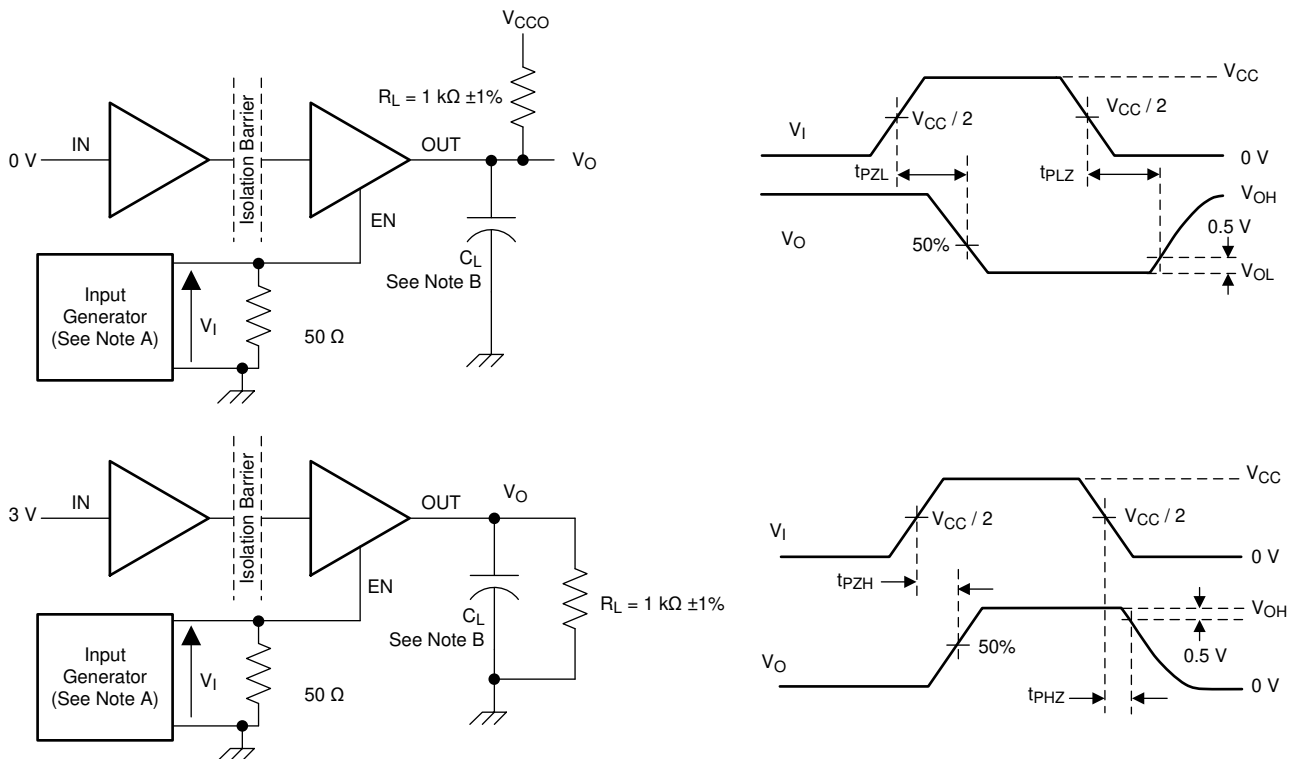 V_CCO
R_L = 1 kΩ ±1%
0 V
IN
Isolation Barrier
OUT
V_O
EN
C_L
See Note B
Input
Generator
(See Note A)
V_I
50 Ω
V_CC
V_I
V_CC / 2
V_CC / 2
0 V
t_PZL
t_PLZ
V_OH
0.5 V
V_O
50%
V_OL
3 V
IN
Isolation Barrier
OUT
V_O
EN
C_L
See Note B
R_L = 1 kΩ ±1%
Input
Generator
(See Note A)
V_I
50 Ω
V_CC
V_I
V_CC / 2
V_CC / 2
0 V
t_PZH
V_OH
0.5 V
V_O
50%
t_PHZ
0 V